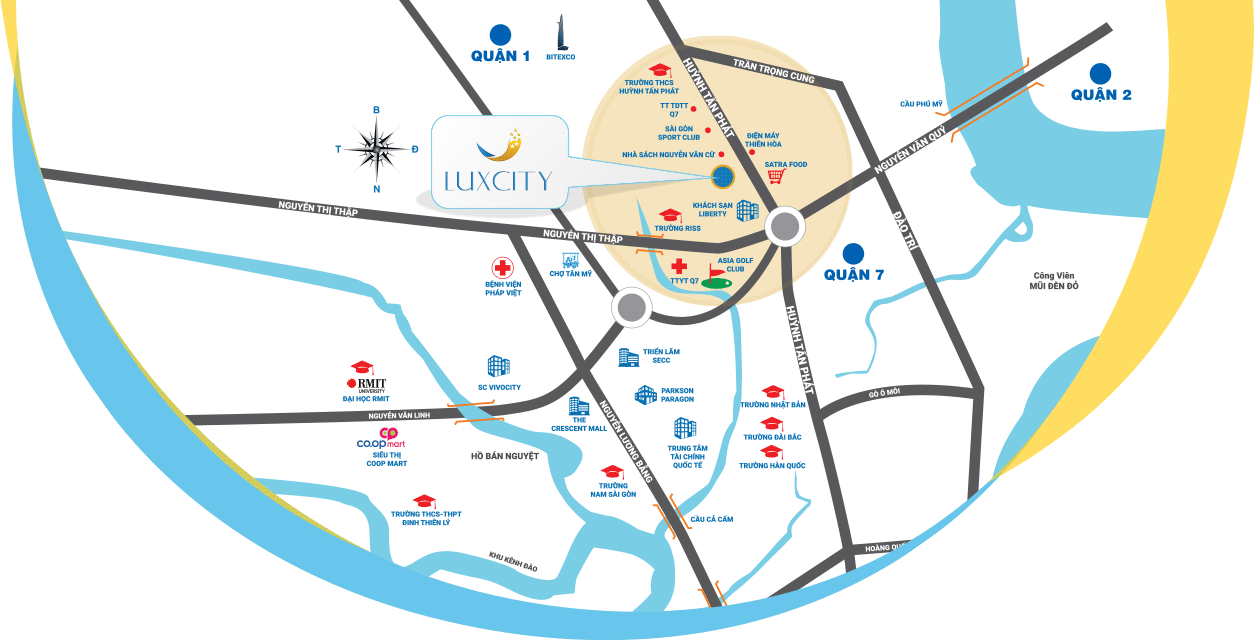 QUẬN 1
BITEXCO
TRẦN TRỌNG CUNG
HUỲNH TẤN PHÁT
TRƯỜNG THCS
HUỲNH TẤN PHÁT
QUẬN 2
CẦU PHÚ MỸ
TT TDTT
Q7
B
T
Đ
N
SÀI GÒN
SPORT CLUB
ĐIỆN MÁY
THIÊN HÒA
NGUYỄN VĂN QUỲ
NHÀ SÁCH NGUYỄN VĂN CỪ
SATRA FOOD
LUXCITY
NGUYỄN THỊ THẬP
KHÁCH SẠN
LIBERTY
TRƯỜNG RISS
NGUYỄN THỊ THẬP
ĐÀO TRÍ
CHỢ TÂN MỸ
ASIA GOLF
CLUB
TTYT Q7
QUẬN 7
BỆNH VIỆN
PHÁP VIỆT
Công Viên
MŨI ĐÈN ĐỎ
HUỲNH TẤN PHÁT
TRIỂN LÃM
SECC
SC VIVOCITY
RMIT
UNIVERSITY
ĐẠI HỌC RMIT
PARKSON
PARAGON
GÒ Ô MÔI
TRƯỜNG NHẬT BẢN
NGUYỄN VĂN LINH
THE
CRESCENT MALL
NGUYỄN LƯƠNG BẰNG
TRƯỜNG ĐÀI BẮC
co.opmart
SIÊU THỊ
COOP MART
HỒ BÁN NGUYỆT
TRUNG TÂM
TÀI CHÍNH
QUỐC TẾ
TRƯỜNG HÀN QUỐC
TRƯỜNG
NAM SÀI GÒN
TRƯỜNG THCS-THPT
ĐINH THIÊN LÝ
CẦU CẢ CẤM
KHU KÊNH ĐÀO
HOÀNG QUỐ